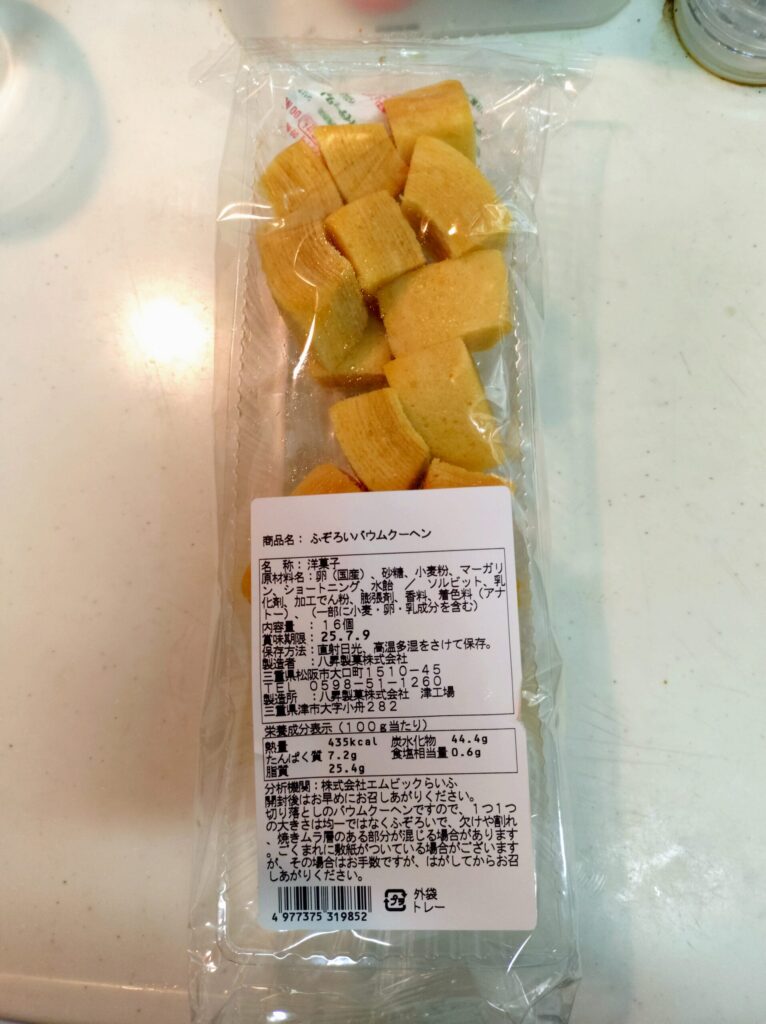 商品名： ふぞろいバウムクーヘン
名　称：洋菓子
原材料名：卵（国産）、砂糖、小麦粉、マーガリ
ン、ショートニング、水飴　／　ソルビット、乳
化剤、加工でん粉、膨張剤、香料、着色料（アナ
トー）、（一部に小麦・卵・乳成分を含む）
内容量　：１６個
賞味期限：25.7.9
保存方法：直射日光、高温多湿をさけて保存。
製造者　：八昇製菓株式会社
三重県松阪市大口町１５１０-４５
ＴＥＬ　０５９８-５１-１２６０
製造所　：八昇製菓株式会社　津工場
三重県津市大字小舟２８２
栄養成分表示（１００ｇ当たり）
熱量　435kcal　炭水化物　44.4g
たんぱく質 7.2g　食塩相当量 0.6g
脂質　25.4g
分析機関：株式会社エムビックらいふ
開封後はお早めにお召しあがりください。
切り落としのバウムクーヘンですので、１つ１つ
の大きさは均一ではなくふぞろいで、欠けや割れ
、焼きムラ層のある部分が混じる場合があります
。ごくまれに敷紙がついている場合がございます
が、その場合はお手数ですが、はがしてからお召
しあがりください。
4 977375 319852
プラ 外袋
トレー